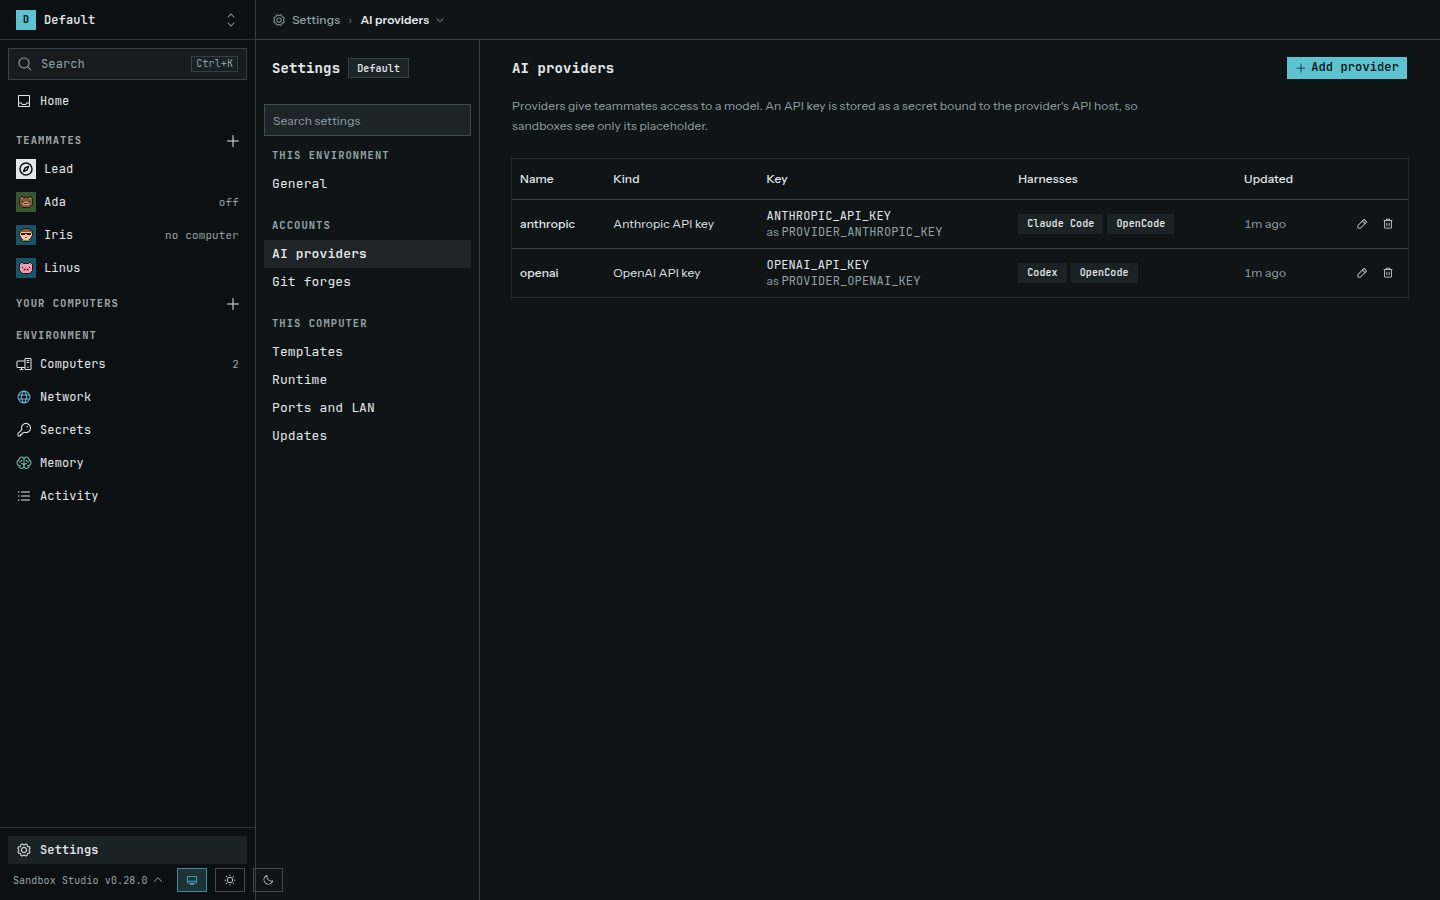 D Default
Search Ctrl+K
Home
TEAMMATES
Lead
Ada off
Iris no computer
Linus
YOUR COMPUTERS
ENVIRONMENT
Computers 2
Network
Secrets
Memory
Activity
Settings
Sandbox Studio v0.28.0
Settings › AI providers
Settings Default
Search settings
THIS ENVIRONMENT
General
ACCOUNTS
AI providers
Git forges
THIS COMPUTER
Templates
Runtime
Ports and LAN
Updates
AI providers
Add provider
Providers give teammates access to a model. An API key is stored as a secret bound to the provider's API host, so
sandboxes see only its placeholder.
Name Kind Key Harnesses Updated
anthropic Anthropic API key ANTHROPIC_API_KEY Claude Code OpenCode 1m ago
as PROVIDER_ANTHROPIC_KEY
openai OpenAI API key OPENAI_API_KEY Codex OpenCode 1m ago
as PROVIDER_OPENAI_KEY